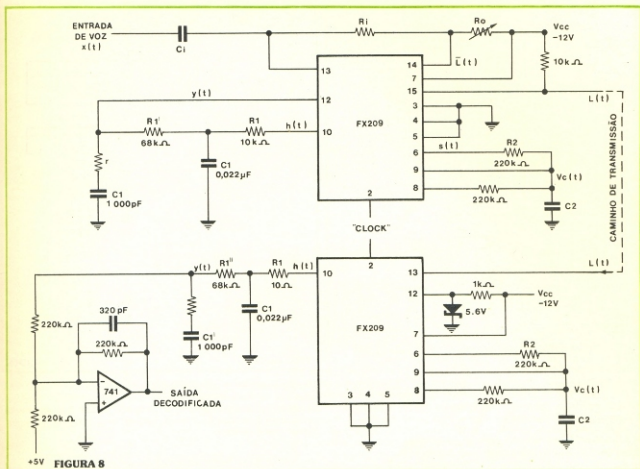 ENTRADA
DE VOZ
x(t)
Ci
Ri
Ro
Vcc
-12V
10kΩ
13
14
L̄(t)
7
15
L(t)
12
y(t)
FX209
3
4
5
R1'
68kΩ
R1
10kΩ
h(t)
10
r
C1
1 000pF
C1
0,022µF
s(t)
6
R2
220kΩ
9
Vc(t)
8
220kΩ
C2
2
"CLOCK"
CAMINHO DE TRANSMISSÃO
2
y(t)
R1"
68kΩ
R1
10Ω
h(t)
10
13
L(t)
12
1kΩ
Vcc
-12V
5.6V
7
FX209
C1'
1 000pF
C1
0,022µF
6
R2
220kΩ
9
Vc(t)
8
220kΩ
C2
3
4
5
220kΩ
320 pF
220kΩ
-
741
+
SAÍDA
DECODIFICADA
220kΩ
+5V
FIGURA 8